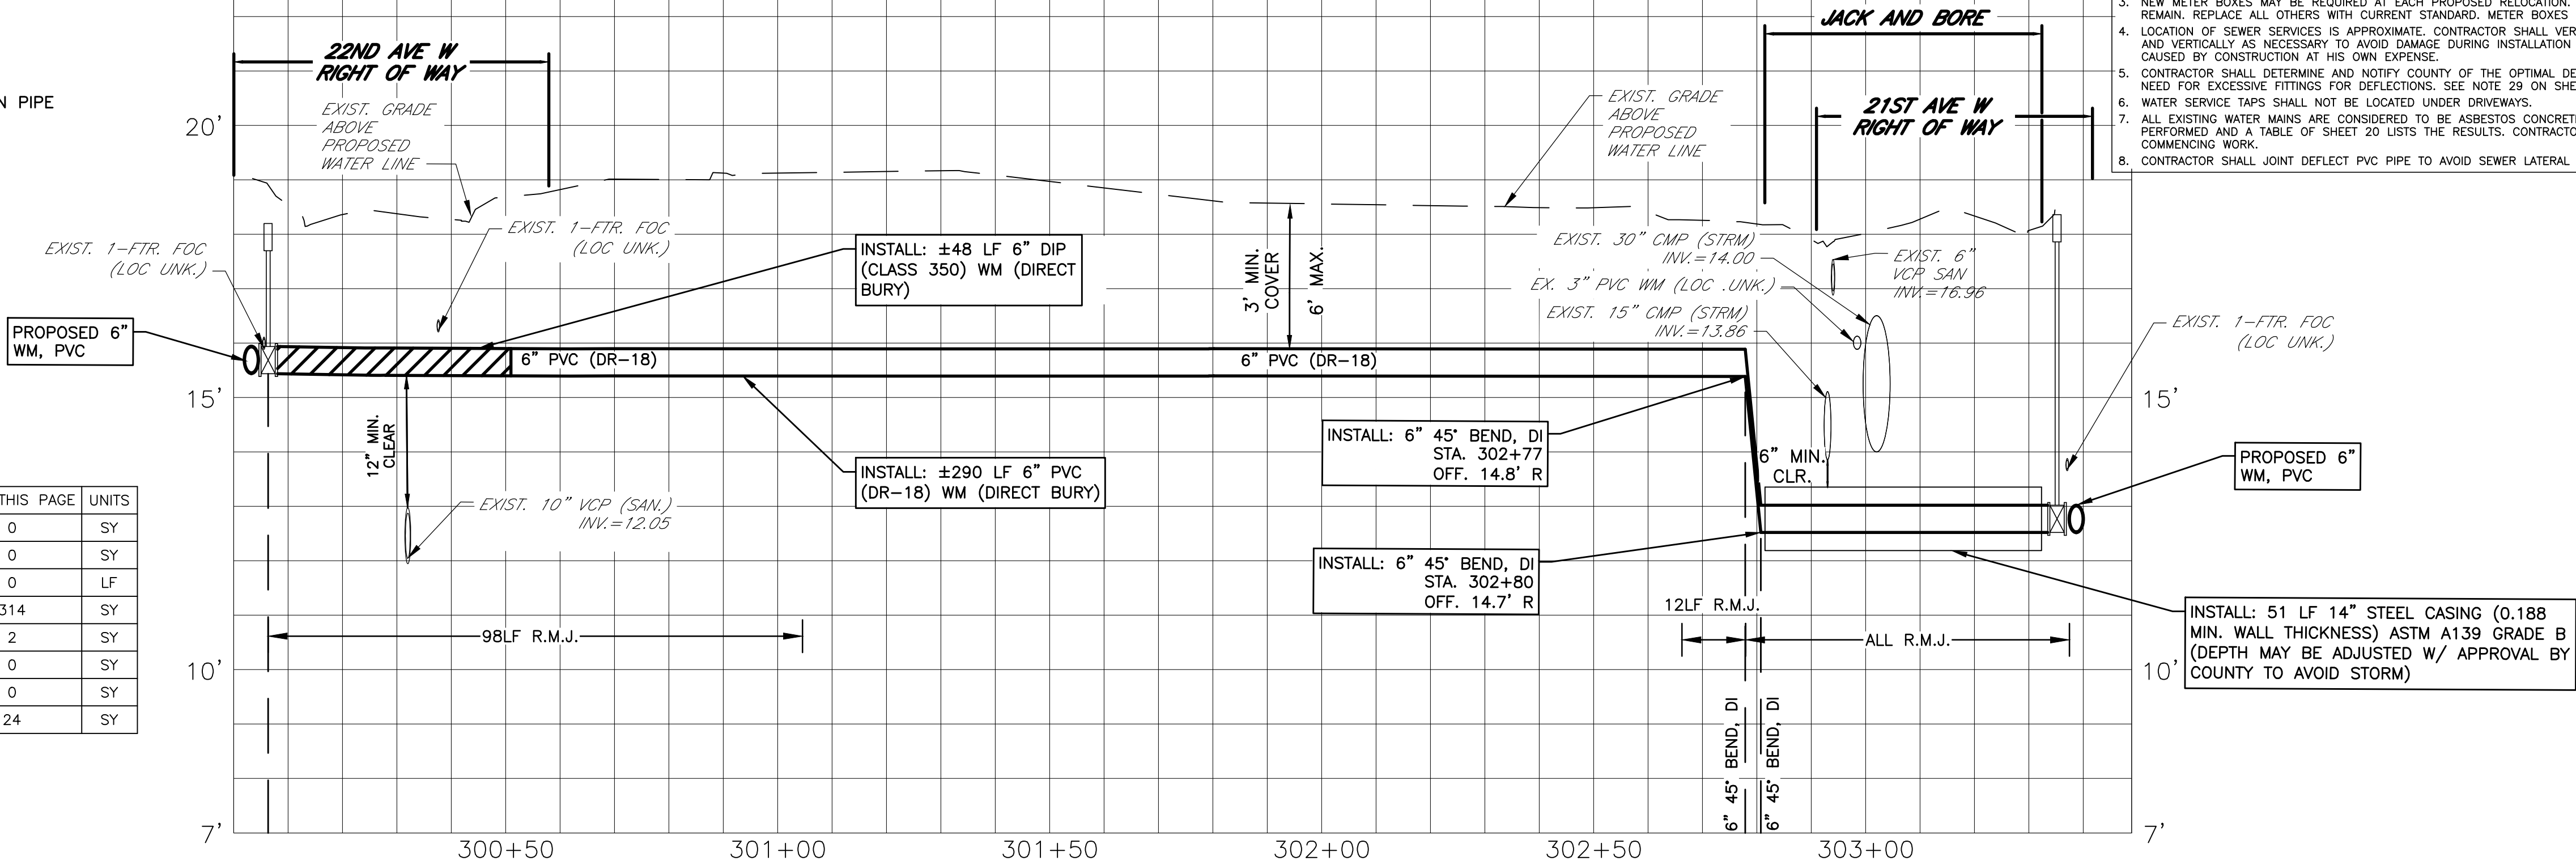 N PIPE
22ND AVE W
RIGHT OF WAY
EXIST. GRADE
ABOVE
PROPOSED
WATER LINE
20'
EXIST. 1-FTR. FOC
(LOC UNK.)
EXIST. 1-FTR. FOC
(LOC UNK.)
PROPOSED 6"
WM, PVC
INSTALL: ±48 LF 6" DIP
(CLASS 350) WM (DIRECT
BURY)
6" PVC (DR-18)
6" PVC (DR-18)
3' MIN.
COVER
6' MAX.
EXIST. GRADE
ABOVE
PROPOSED
WATER LINE
JACK AND BORE
21ST AVE W
RIGHT OF WAY
3. NEW METER BOXES MAY BE REQUIRED AT EACH PROPOSED RELOCATION.
REMAIN. REPLACE ALL OTHERS WITH CURRENT STANDARD. METER BOXES
4. LOCATION OF SEWER SERVICES IS APPROXIMATE. CONTRACTOR SHALL VER
AND VERTICALLY AS NECESSARY TO AVOID DAMAGE DURING INSTALLATION
CAUSED BY CONSTRUCTION AT HIS OWN EXPENSE.
5. CONTRACTOR SHALL DETERMINE AND NOTIFY COUNTY OF THE OPTIMAL DE
NEED FOR EXCESSIVE FITTINGS FOR DEFLECTIONS. SEE NOTE 29 ON SHE
6. WATER SERVICE TAPS SHALL NOT BE LOCATED UNDER DRIVEWAYS.
7. ALL EXISTING WATER MAINS ARE CONSIDERED TO BE ASBESTOS CONCRET
PERFORMED AND A TABLE OF SHEET 20 LISTS THE RESULTS. CONTRACTO
COMMENCING WORK.
8. CONTRACTOR SHALL JOINT DEFLECT PVC PIPE TO AVOID SEWER LATERAL
EXIST. 30" CMP (STRM)
INV.=14.00
EX. 3" PVC WM (LOC .UNK.)
EXIST. 15" CMP (STRM)
INV.=13.86
EXIST. 6"
VCP SAN
INV.=16.96
EXIST. 1-FTR. FOC
(LOC UNK.)
15'
15'
12" MIN.
CLEAR
EXIST. 10" VCP (SAN.)
INV.=12.05
INSTALL: ±290 LF 6" PVC
(DR-18) WM (DIRECT BURY)
INSTALL: 6" 45° BEND, DI
STA. 302+77
OFF. 14.8' R
6" MIN.
CLR.
PROPOSED 6"
WM, PVC
INSTALL: 6" 45° BEND, DI
STA. 302+80
OFF. 14.7' R
THIS PAGE UNITS
0 SY
0 SY
0 LF
314 SY
2 SY
0 SY
0 SY
24 SY
98LF R.M.J.
12LF R.M.J.
ALL R.M.J.
INSTALL: 51 LF 14" STEEL CASING (0.188
MIN. WALL THICKNESS) ASTM A139 GRADE B
(DEPTH MAY BE ADJUSTED W/ APPROVAL BY
COUNTY TO AVOID STORM)
10'
10'
6" 45° BEND, DI
6" 45° BEND, DI
7'
7'
300+50
301+00
301+50
302+00
302+50
303+00